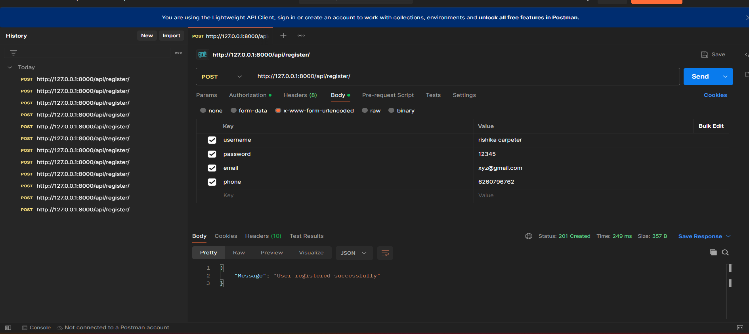 You are using the Lightweight API Client, sign in or create an account to work with collections, environments and unlock all free features in Postman.
History
New
Import
POST http://127.0.0.1:8000/api
http://127.0.0.1:8000/api/register/
Save
Today
POST http://127.0.0.1:8000/api/register/
POST http://127.0.0.1:8000/api/register/
POST http://127.0.0.1:8000/api/register/
POST http://127.0.0.1:8000/api/register/
POST http://127.0.0.1:8000/api/register/
POST http://127.0.0.1:8000/api/register/
POST http://127.0.0.1:8000/api/register/
POST http://127.0.0.1:8000/api/register/
POST http://127.0.0.1:8000/api/register/
POST http://127.0.0.1:8000/api/register/
POST http://127.0.0.1:8000/api/register/
POST http://127.0.0.1:8000/api/register/
POST
http://127.0.0.1:8000/api/register/
Send
Params Authorization Headers (8) Body Pre-request Script Tests Settings Cookies
none form-data x-www-form-urlencoded raw binary
Key Value Bulk Edit
username rishika carpeter
password 12345
email xyz@gmail.com
phone 6260796762
Key Value
Body Cookies Headers (10) Test Results Status: 201 Created Time: 249 ms Size: 357 B Save Response
Pretty Raw Preview Visualize JSON
1 {
2 "Message": "User registered successfully"
3 }
Console Not connected to a Postman account